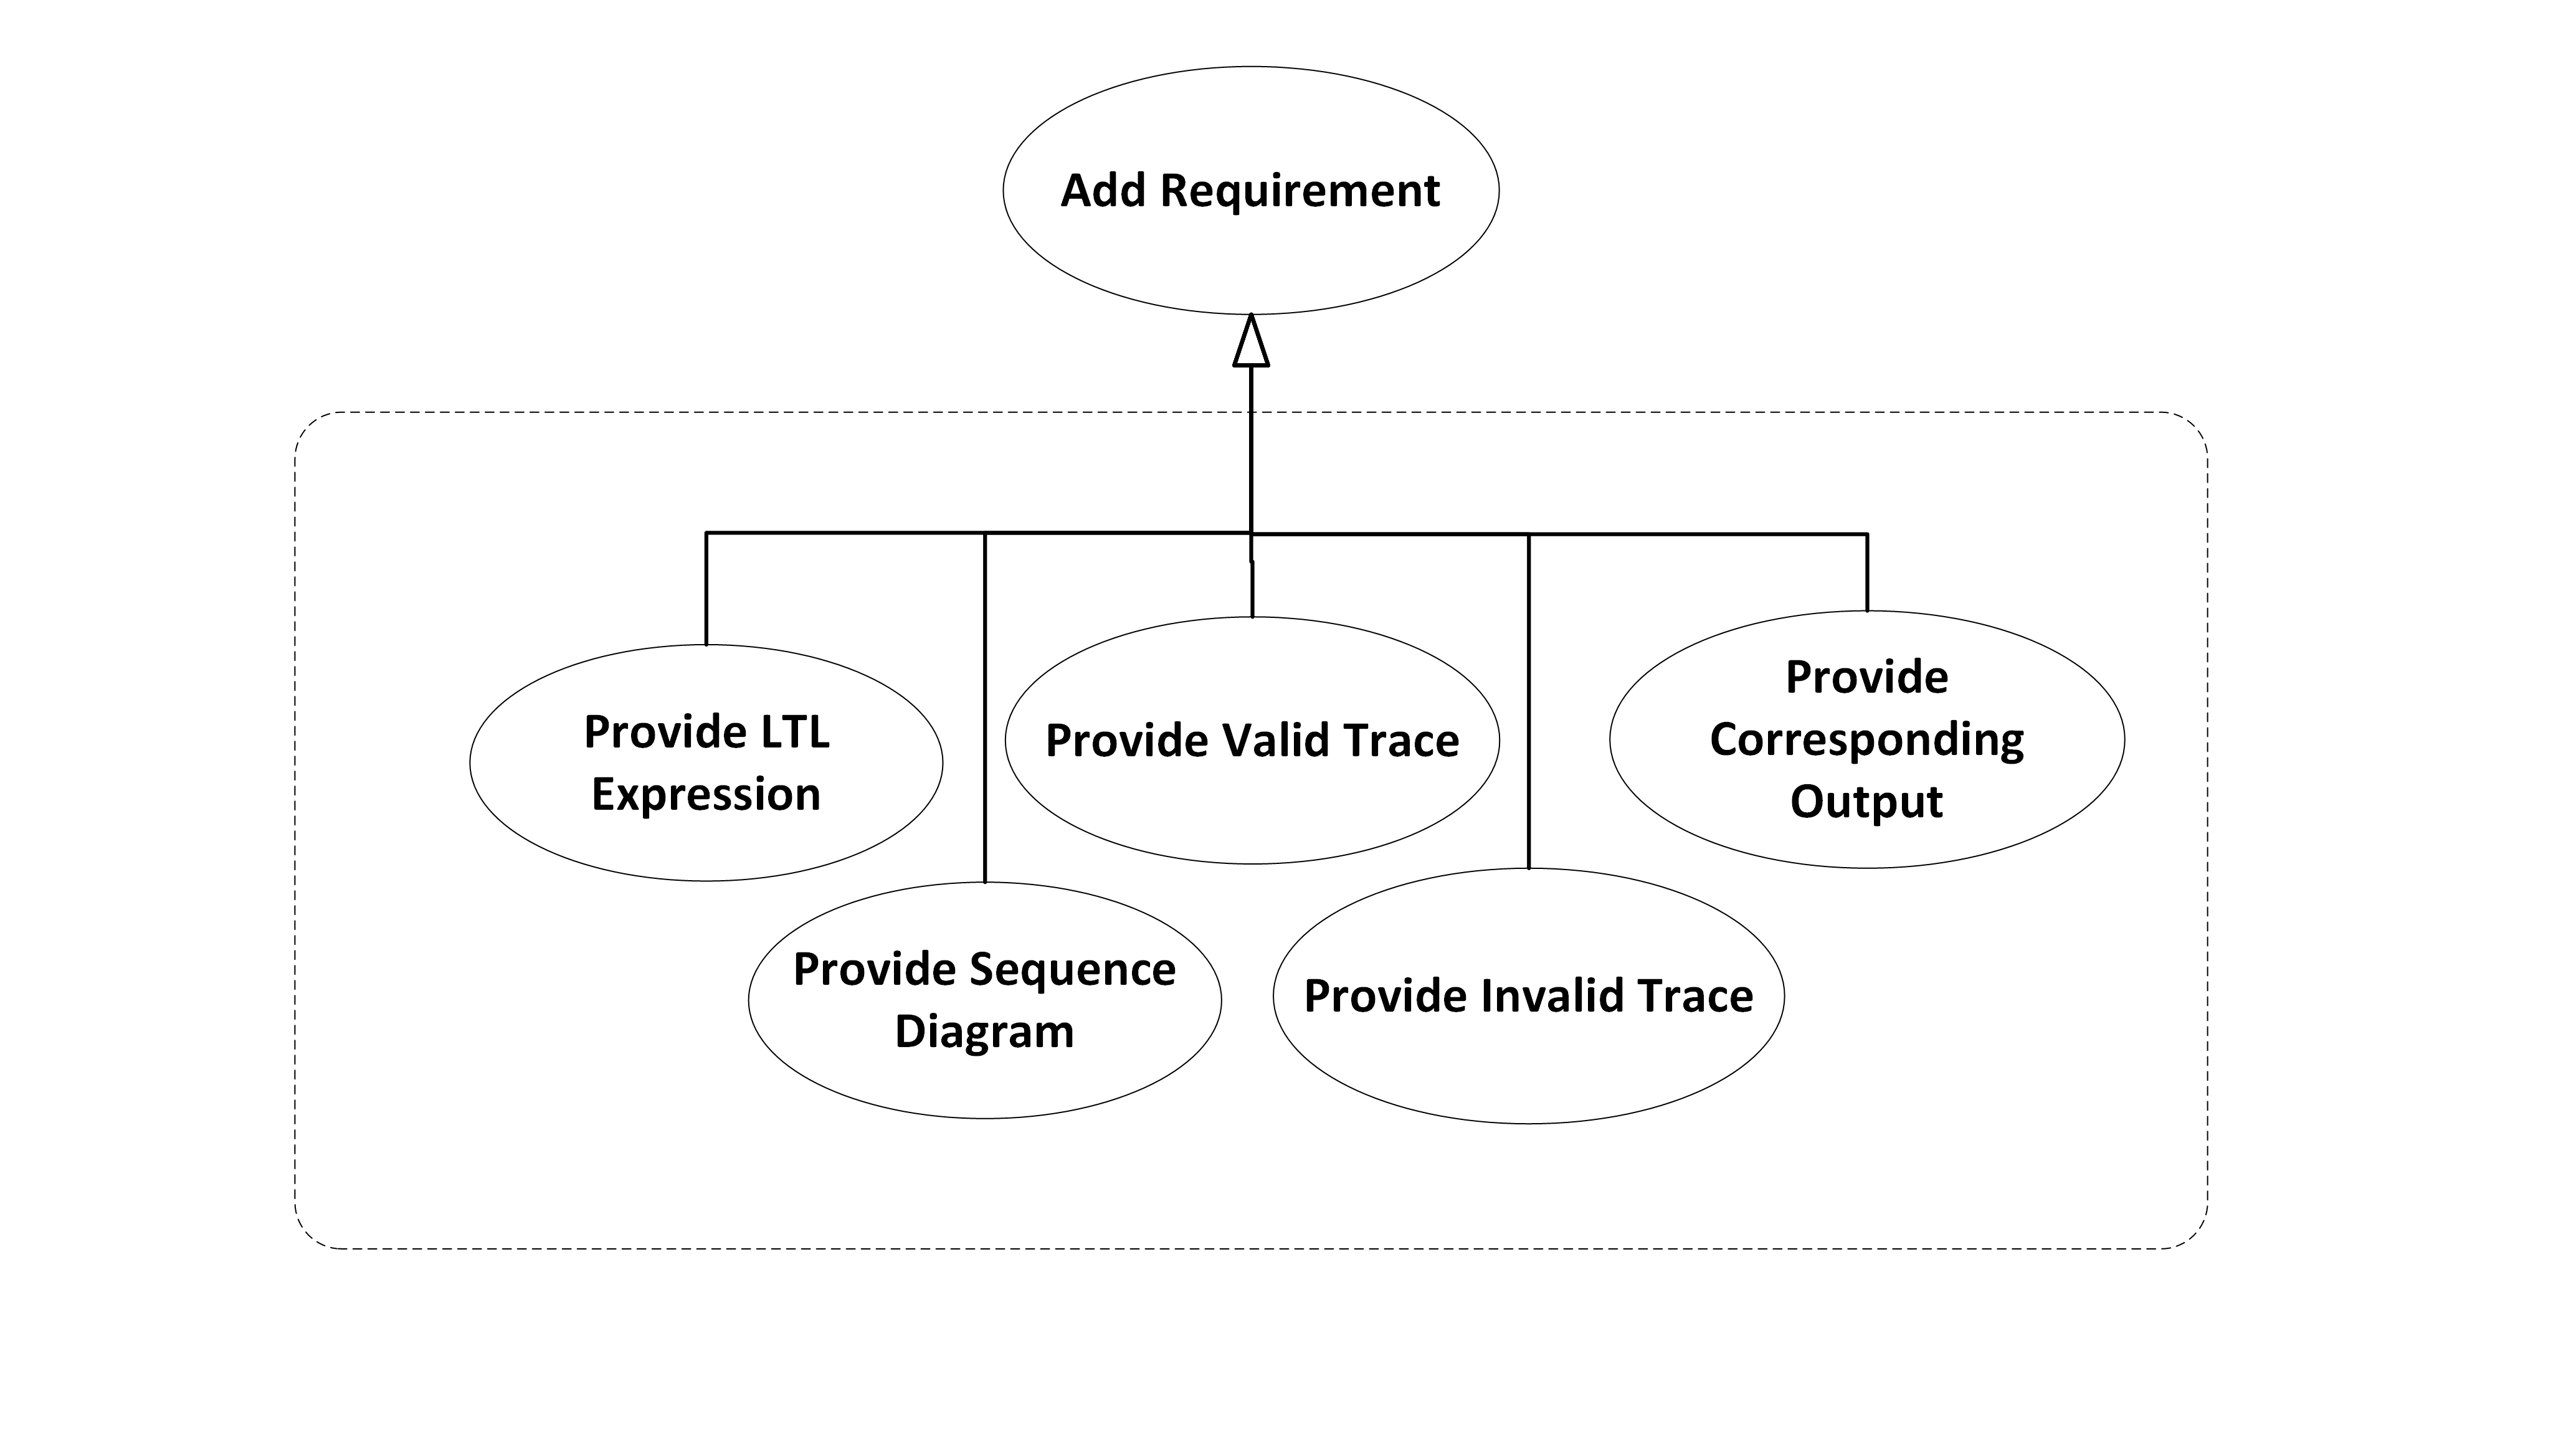 Add Requirement
Provide LTL
Expression
Provide Sequence
Diagram
Provide Valid Trace
Provide Invalid Trace
Provide
Corresponding
Output